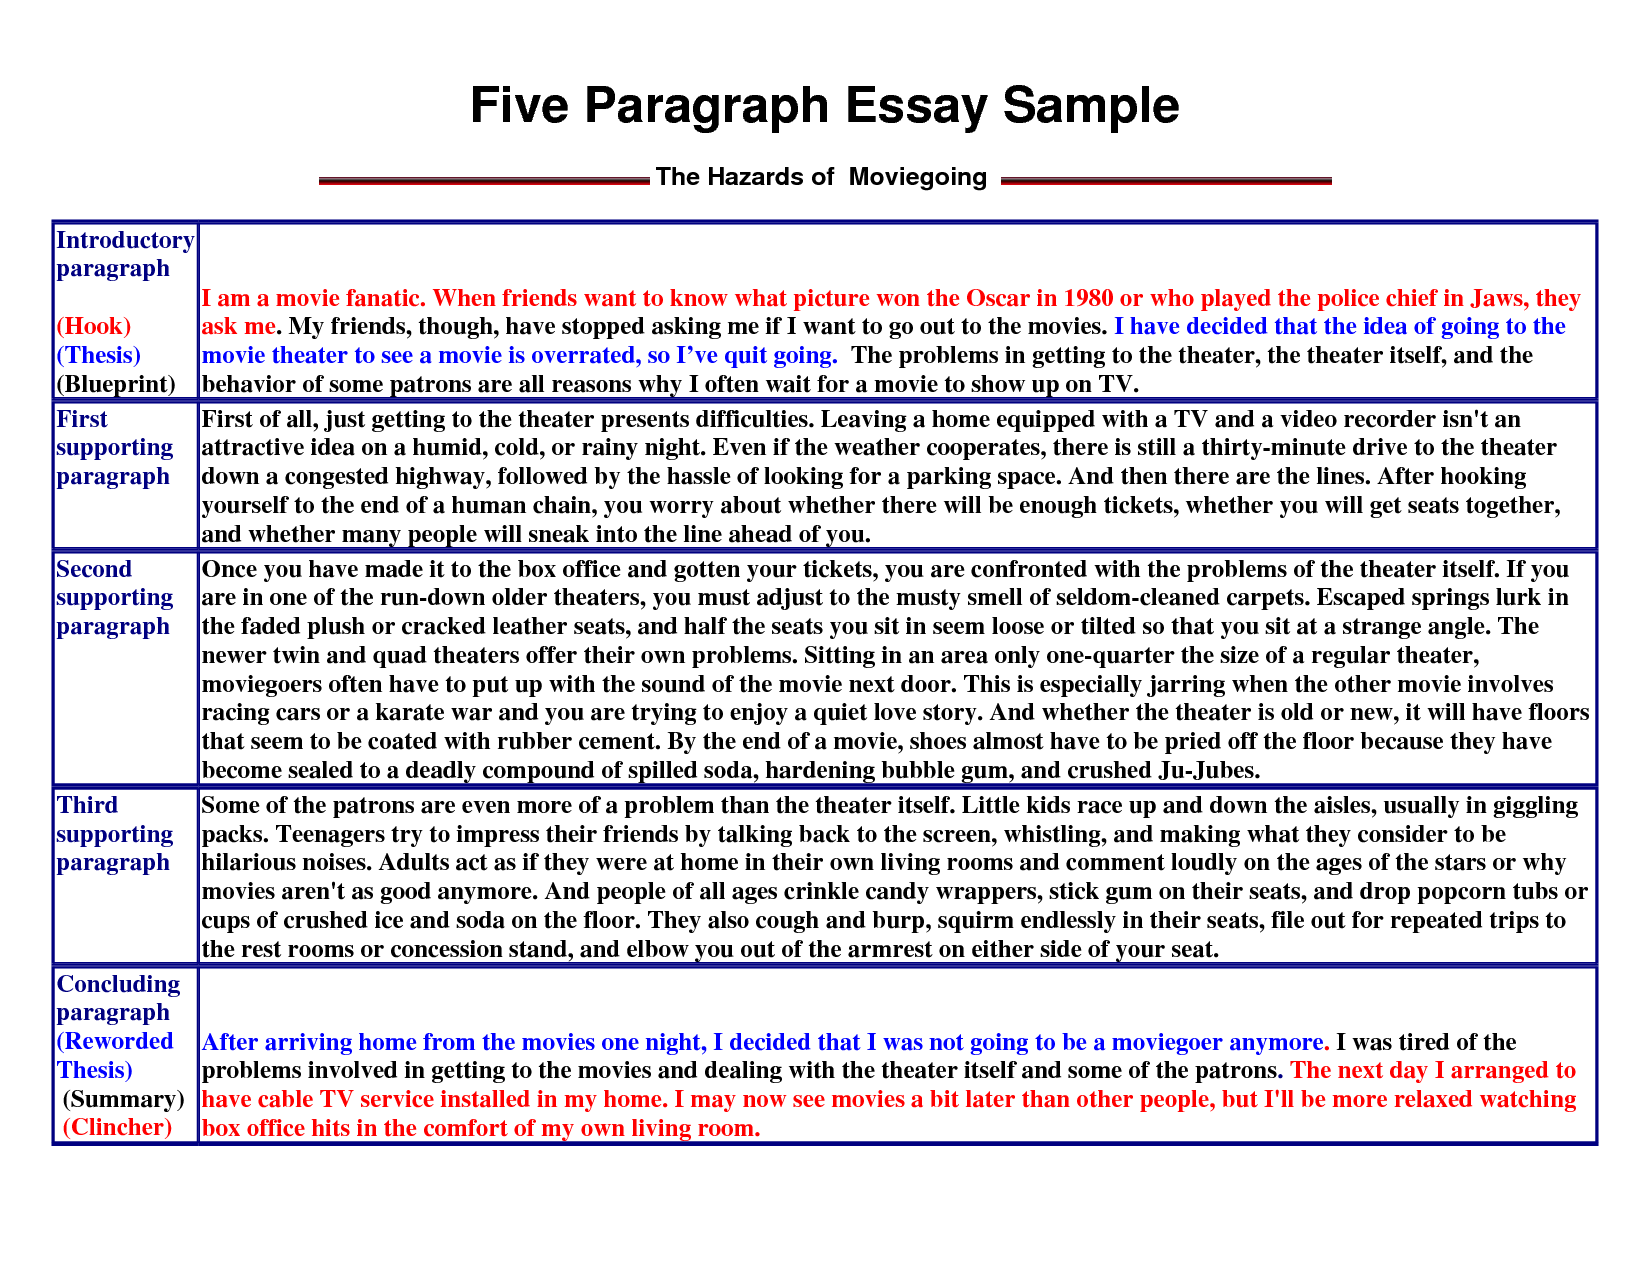 Five Paragraph Essay Sample
The Hazards of  Moviegoing
Introductory
paragraph
(Hook)
(Thesis)
(Blueprint)
I am a movie fanatic. When friends want to know what picture won the Oscar in 1980 or who played the police chief in Jaws, they
ask me. My friends, though, have stopped asking me if I want to go out to the movies. I have decided that the idea of going to the
movie theater to see a movie is overrated, so I’ve quit going.  The problems in getting to the theater, the theater itself, and the
behavior of some patrons are all reasons why I often wait for a movie to show up on TV.
First
supporting
paragraph
First of all, just getting to the theater presents difficulties. Leaving a home equipped with a TV and a video recorder isn't an
attractive idea on a humid, cold, or rainy night. Even if the weather cooperates, there is still a thirty-minute drive to the theater
down a congested highway, followed by the hassle of looking for a parking space. And then there are the lines. After hooking
yourself to the end of a human chain, you worry about whether there will be enough tickets, whether you will get seats together,
and whether many people will sneak into the line ahead of you.
Second
supporting
paragraph
Once you have made it to the box office and gotten your tickets, you are confronted with the problems of the theater itself. If you
are in one of the run-down older theaters, you must adjust to the musty smell of seldom-cleaned carpets. Escaped springs lurk in
the faded plush or cracked leather seats, and half the seats you sit in seem loose or tilted so that you sit at a strange angle. The
newer twin and quad theaters offer their own problems. Sitting in an area only one-quarter the size of a regular theater,
moviegoers often have to put up with the sound of the movie next door. This is especially jarring when the other movie involves
racing cars or a karate war and you are trying to enjoy a quiet love story. And whether the theater is old or new, it will have floors
that seem to be coated with rubber cement. By the end of a movie, shoes almost have to be pried off the floor because they have
become sealed to a deadly compound of spilled soda, hardening bubble gum, and crushed Ju-Jubes.
Third
supporting
paragraph
Some of the patrons are even more of a problem than the theater itself. Little kids race up and down the aisles, usually in giggling
packs. Teenagers try to impress their friends by talking back to the screen, whistling, and making what they consider to be
hilarious noises. Adults act as if they were at home in their own living rooms and comment loudly on the ages of the stars or why
movies aren't as good anymore. And people of all ages crinkle candy wrappers, stick gum on their seats, and drop popcorn tubs or
cups of crushed ice and soda on the floor. They also cough and burp, squirm endlessly in their seats, file out for repeated trips to
the rest rooms or concession stand, and elbow you out of the armrest on either side of your seat.
Concluding
paragraph
(Reworded
Thesis)
(Summary)
(Clincher)
After arriving home from the movies one night, I decided that I was not going to be a moviegoer anymore. I was tired of the
problems involved in getting to the movies and dealing with the theater itself and some of the patrons. The next day I arranged to
have cable TV service installed in my home. I may now see movies a bit later than other people, but I'll be more relaxed watching
box office hits in the comfort of my own living room.